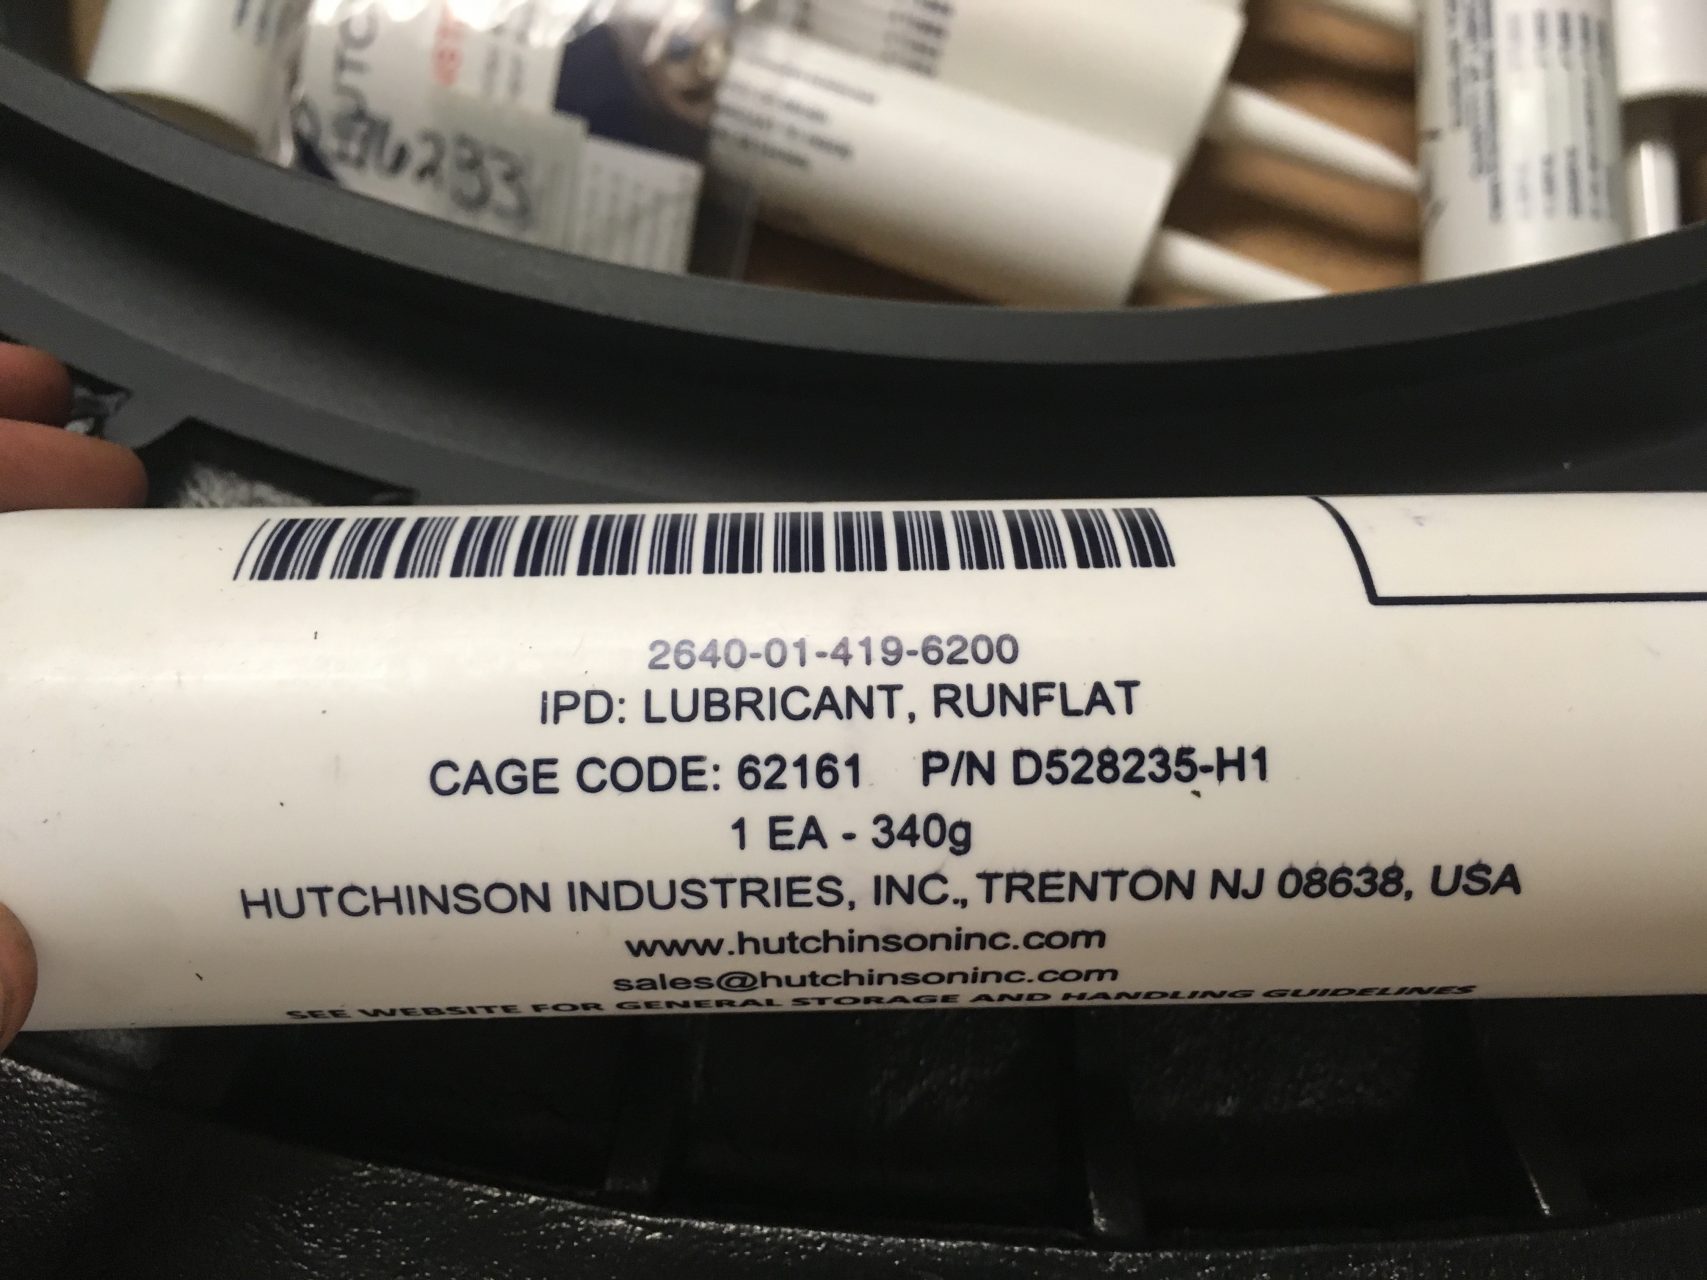 236233
2640-01-419-6200
IPD: LUBRICANT, RUNFLAT
CAGE CODE: 62161 P/N D528235-H1
1 EA - 340g
HUTCHINSON INDUSTRIES, INC., TRENTON NJ 08638, USA
www.hutchinsoninc.com
sales@hutchinsoninc.com
SEE WEBSITE FOR GENERAL STORAGE AND HANDLING GUIDELINES